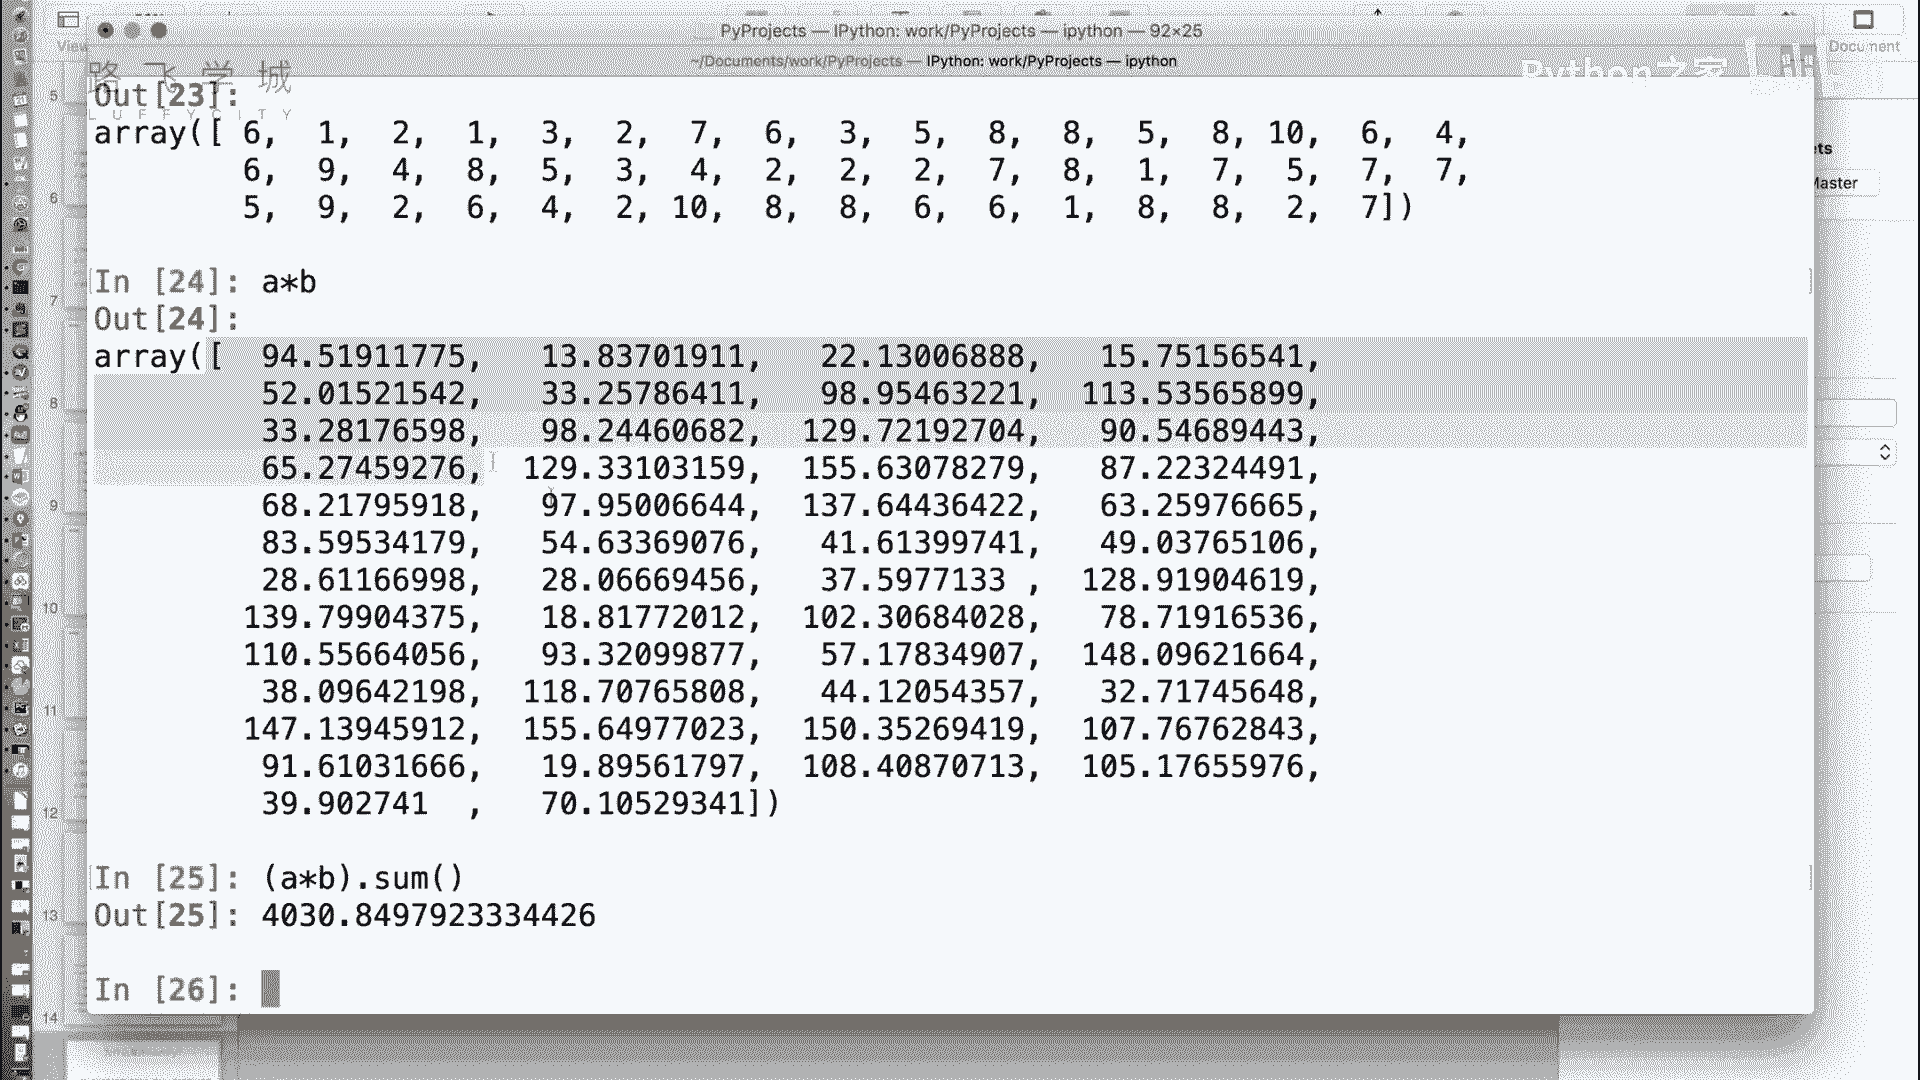 View
Document
PyProjects — IPython: work/PyProjects — ipython — 92×25
~/Documents/work/PyProjects — IPython: work/PyProjects — ipython
路飞学城
LUFFYCITY
Python之家
Out[23]:
array([ 6, 1, 2, 1, 3, 2, 7, 6, 3, 5, 8, 8, 5, 8, 10, 6, 4,
6, 9, 4, 8, 5, 3, 4, 2, 2, 2, 7, 8, 1, 7, 5, 7, 7,
5, 9, 2, 6, 4, 2, 10, 8, 8, 6, 6, 1, 8, 8, 2, 7])
In [24]: a*b
Out[24]:
array([ 94.51911775, 13.83701911, 22.13006888, 15.75156541,
52.01521542, 33.25786411, 98.95463221, 113.53565899,
33.28176598, 98.24460682, 129.72192704, 90.54689443,
65.27459276, 129.33103159, 155.63078279, 87.22324491,
68.21795918, 97.95006644, 137.64436422, 63.25976665,
83.59534179, 54.63369076, 41.61399741, 49.03765106,
28.61166998, 28.06669456, 37.5977133 , 128.91904619,
139.79904375, 18.81772012, 102.30684028, 78.71916536,
110.55664056, 93.32099877, 57.17834907, 148.09621664,
38.09642198, 118.70765808, 44.12054357, 32.71745648,
147.13945912, 155.64977023, 150.35269419, 107.76762843,
91.61031666, 19.89561797, 108.40870713, 105.17655976,
39.902741 , 70.10529341])
In [25]: (a*b).sum()
Out[25]: 4030.8497923334426
In [26]:
5
6
7
8
9
10
11
12
13
14
ets
Master